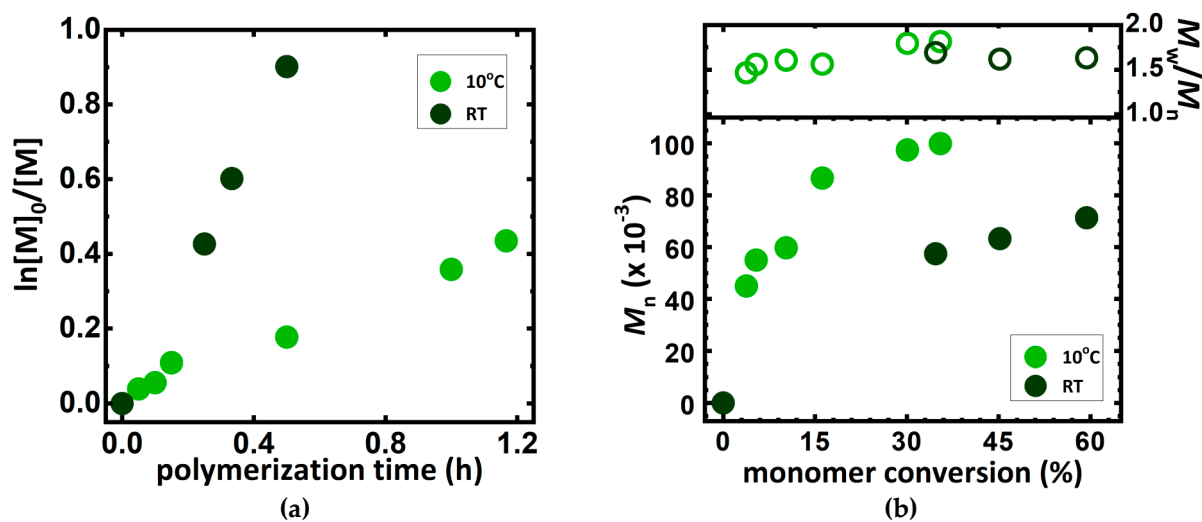 1.0
0.8
0.6
0.4
0.2
0.0
ln[M]₀/[M]
10°C
RT
0.0 0.4 0.8 1.2
polymerization time (h)
(a)
2.0
1.5
1.0
Mw/Mn
100
80
60
40
20
0
Mn (x 10⁻³)
10°C
RT
0 15 30 45 60
monomer conversion (%)
(b)